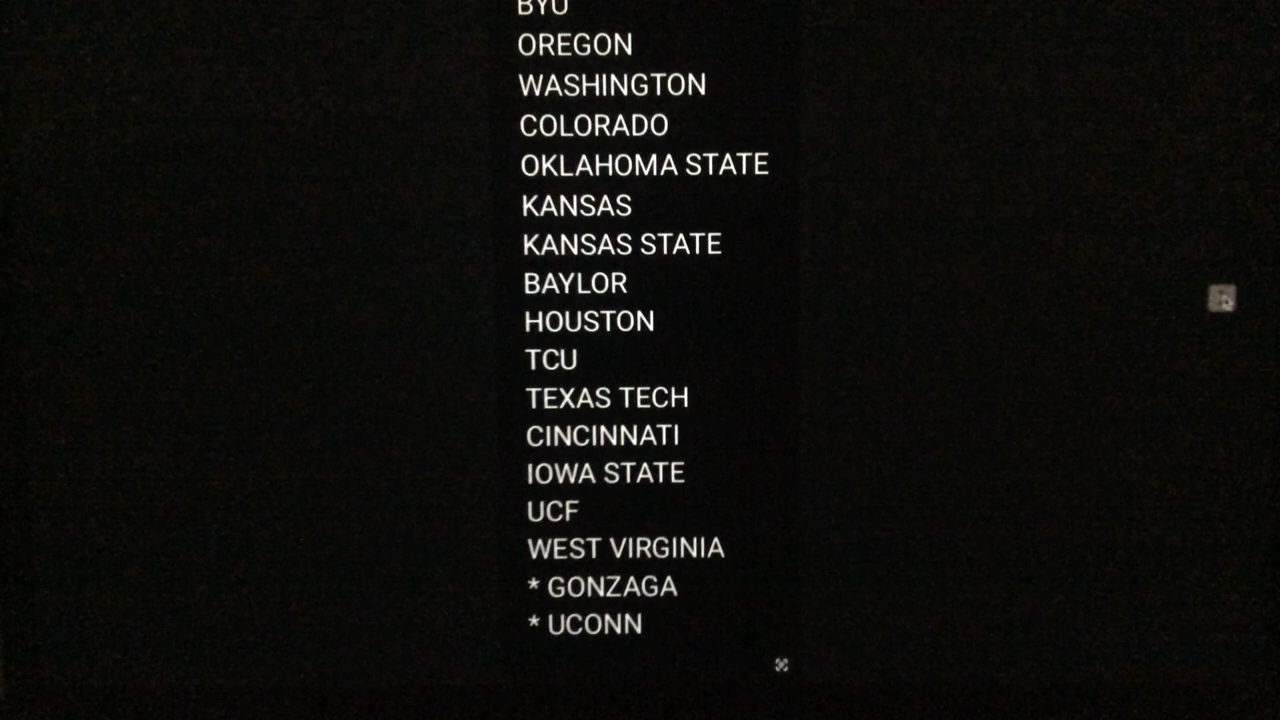 BYU
OREGON
WASHINGTON
COLORADO
OKLAHOMA STATE
KANSAS
KANSAS STATE
BAYLOR
HOUSTON
TCU
TEXAS TECH
CINCINNATI
IOWA STATE
UCF
WEST VIRGINIA
* GONZAGA
* UCONN